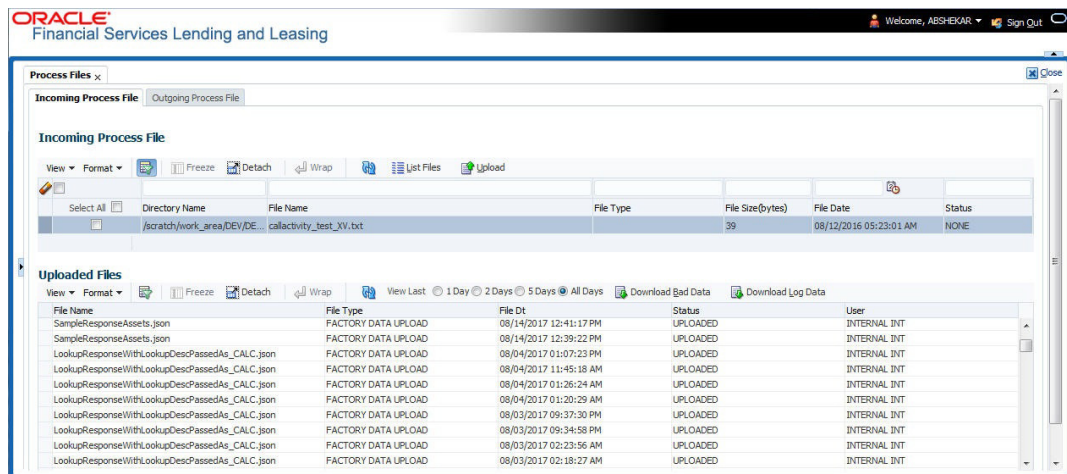 ORACLE®
Financial Services Lending and Leasing
Welcome, ABSHEKAR
Sign Out
Process Files
Close
Incoming Process File Outgoing Process File
Incoming Process File
View Format Freeze Detach Wrap List Files Upload
Select All Directory Name File Name File Type File Size(bytes) File Date Status
/scratch/work_area/DEV/DE... callactivity_test_XV.txt 39 08/12/2016 05:23:01 AM NONE
Uploaded Files
View Format Freeze Detach Wrap View Last 1 Day 2 Days 5 Days All Days Download Bad Data Download Log Data
File Name File Type File Dt Status User
SampleResponseAssets.json FACTORY DATA UPLOAD 08/14/2017 12:41:17 PM UPLOADED INTERNAL INT
SampleResponseAssets.json FACTORY DATA UPLOAD 08/14/2017 12:39:22 PM UPLOADED INTERNAL INT
LookupResponseWithLookupDescPassedAs_CALC.json FACTORY DATA UPLOAD 08/04/2017 01:07:23 PM UPLOADED INTERNAL INT
LookupResponseWithLookupDescPassedAs_CALC.json FACTORY DATA UPLOAD 08/04/2017 11:45:18 AM UPLOADED INTERNAL INT
LookupResponseWithLookupDescPassedAs_CALC.json FACTORY DATA UPLOAD 08/04/2017 01:26:24 AM UPLOADED INTERNAL INT
LookupResponseWithLookupDescPassedAs_CALC.json FACTORY DATA UPLOAD 08/04/2017 01:20:29 AM UPLOADED INTERNAL INT
LookupResponseWithLookupDescPassedAs_CALC.json FACTORY DATA UPLOAD 08/03/2017 09:37:30 PM UPLOADED INTERNAL INT
LookupResponseWithLookupDescPassedAs_CALC.json FACTORY DATA UPLOAD 08/03/2017 09:34:58 PM UPLOADED INTERNAL INT
LookupResponseWithLookupDescPassedAs_CALC.json FACTORY DATA UPLOAD 08/03/2017 02:23:56 AM UPLOADED INTERNAL INT
LookupResponseWithLookupDescPassedAs_CALC.json FACTORY DATA UPLOAD 08/03/2017 02:18:27 AM UPLOADED INTERNAL INT